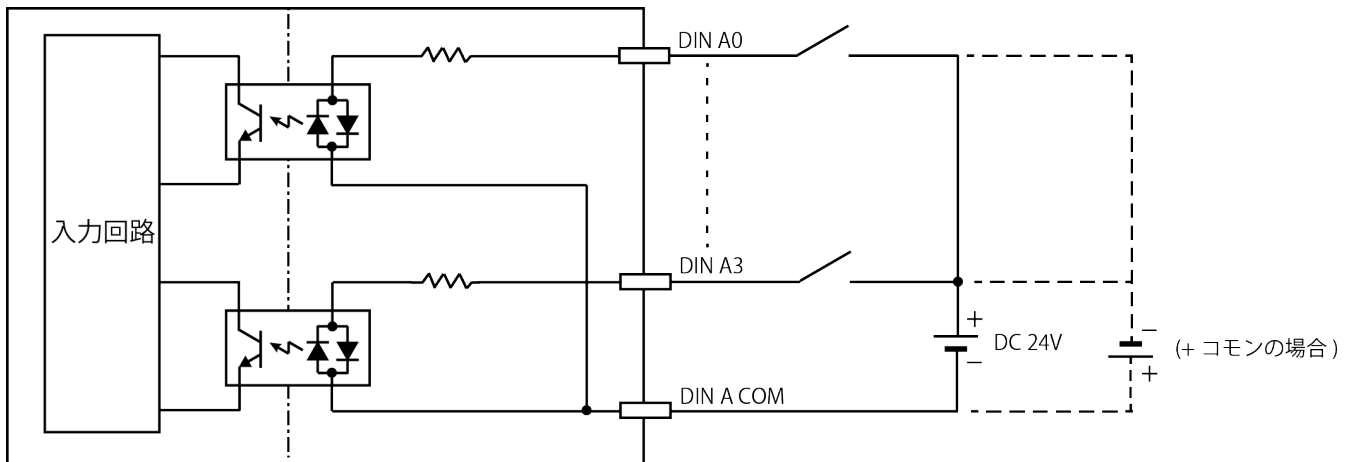 DIN A0
入力回路
DIN A3
+
DC 24V
−
−
(+ コモンの場合)
+
DIN A COM